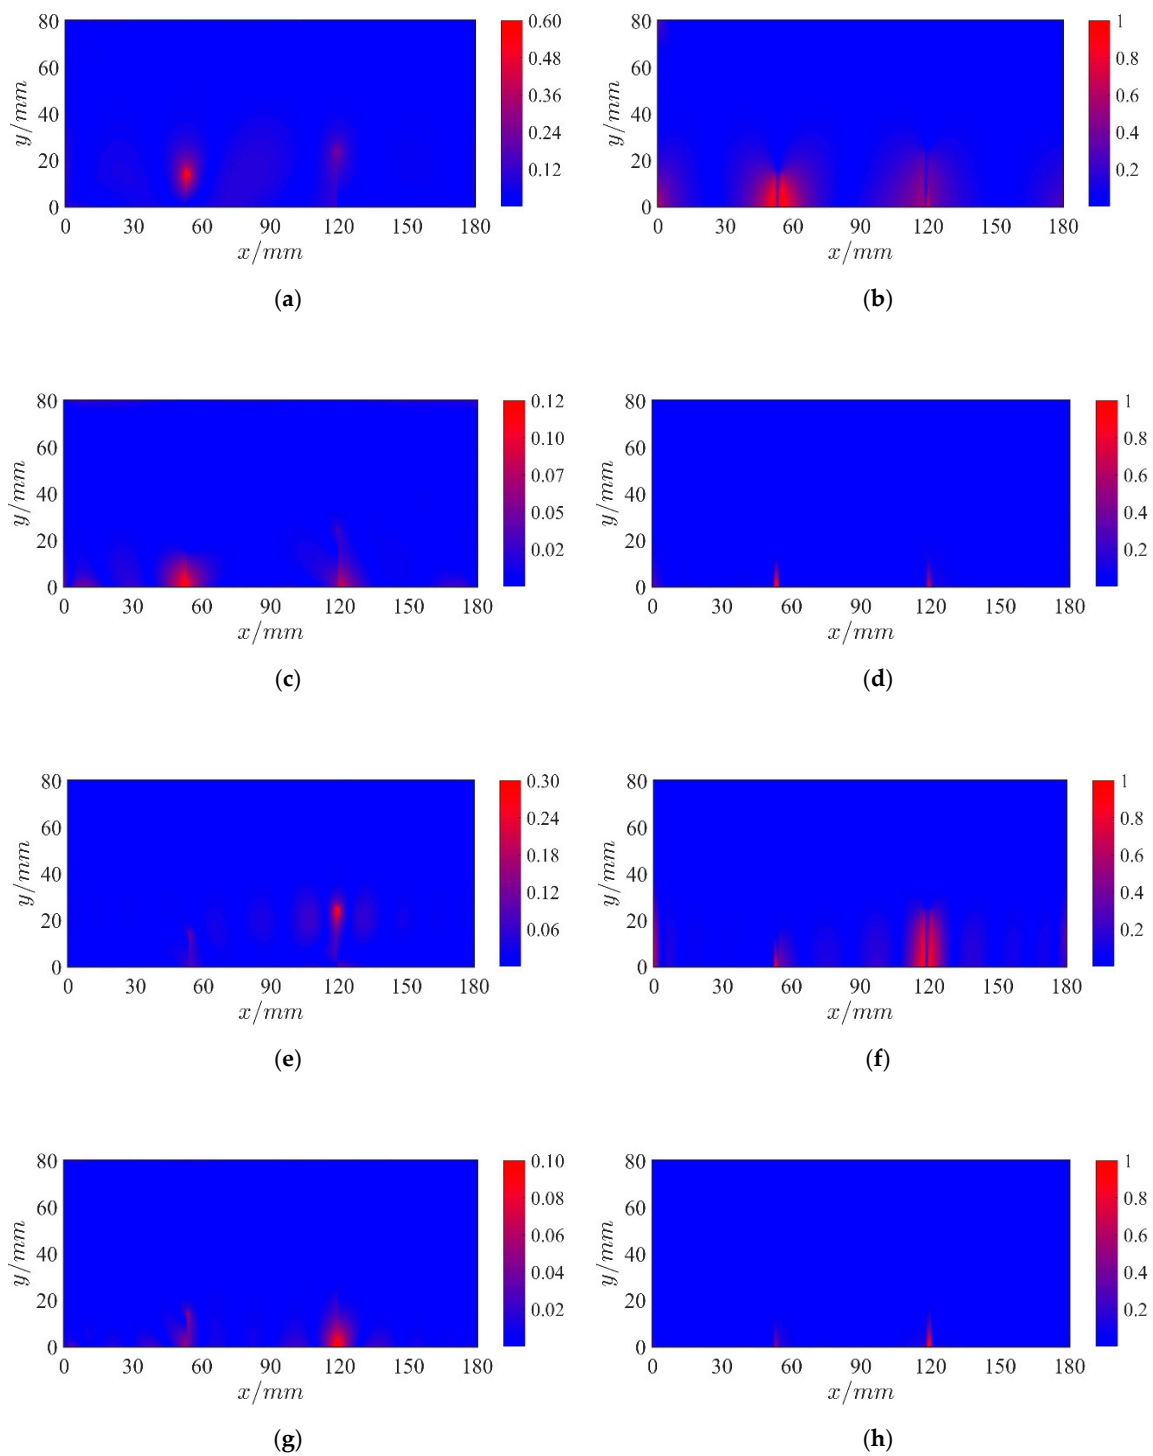 80 0.60 80 1
60 0.48 60 0.8
40 0.36 40 0.6
y/mm 0.24 y/mm 0.4
20 0.12 20 0.2
0 0
0 30 60 90 120 150 180 0 30 60 90 120 150 180
x/mm x/mm
(a) (b)
80 0.12 80 1
60 0.10 60 0.8
40 0.07 40 0.6
y/mm 0.05 y/mm 0.4
20 0.02 20 0.2
0 0
0 30 60 90 120 150 180 0 30 60 90 120 150 180
x/mm x/mm
(c) (d)
80 0.30 80 1
60 0.24 60 0.8
40 0.18 40 0.6
y/mm 0.12 y/mm 0.4
20 0.06 20 0.2
0 0
0 30 60 90 120 150 180 0 30 60 90 120 150 180
x/mm x/mm
(e) (f)
80 0.10 80 1
60 0.08 60 0.8
40 0.06 40 0.6
y/mm 0.04 y/mm 0.4
20 0.02 20 0.2
0 0
0 30 60 90 120 150 180 0 30 60 90 120 150 180
x/mm x/mm
(g) (h)